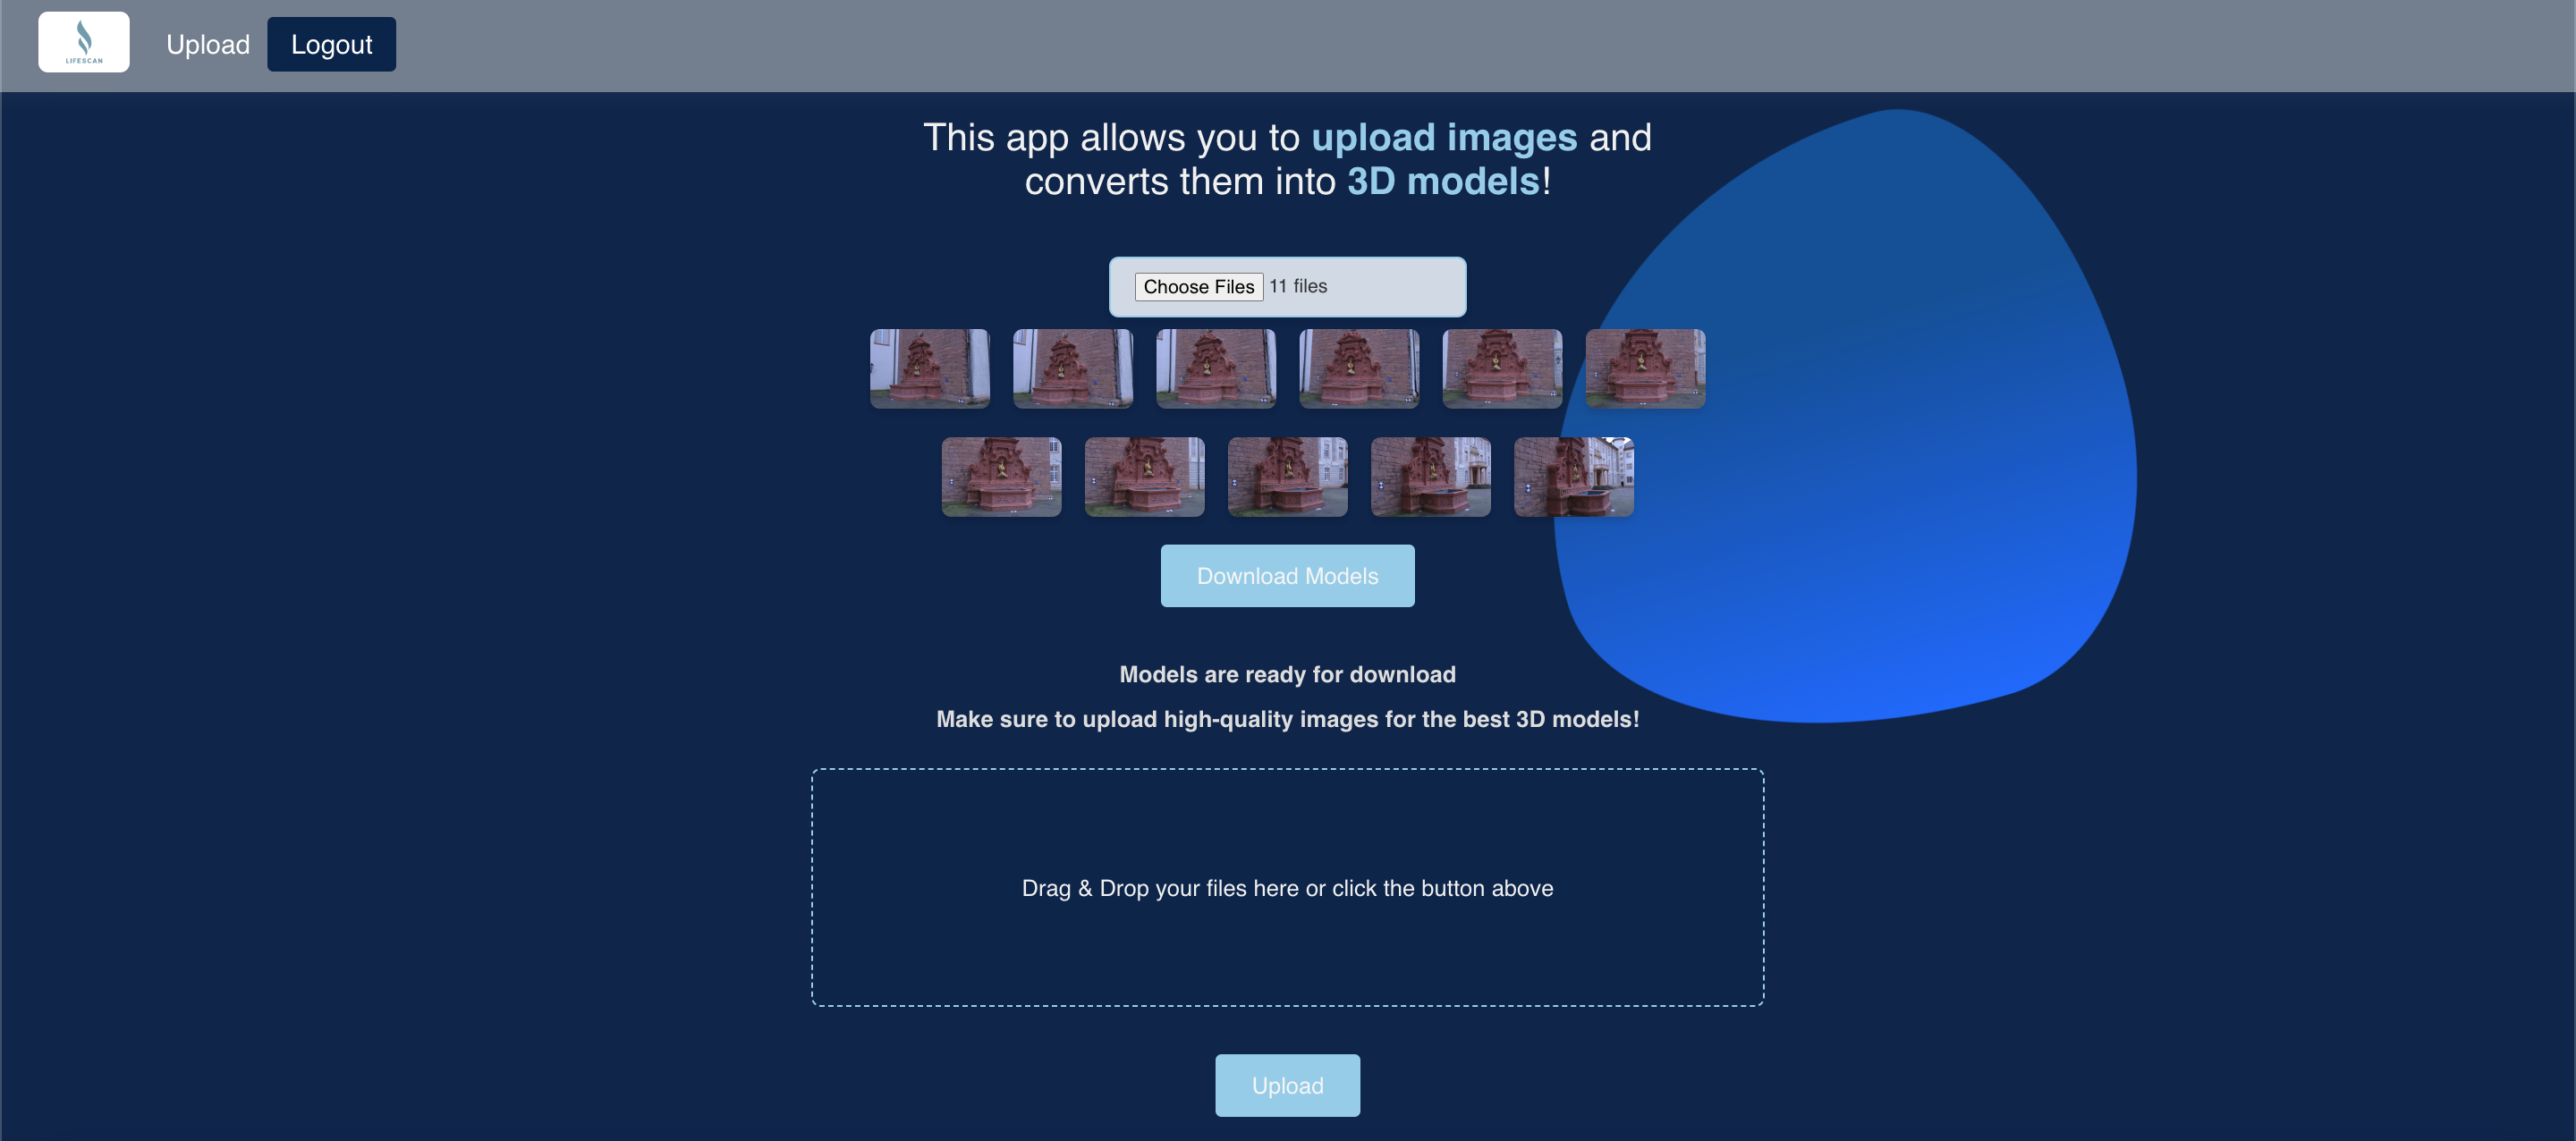 LIFESCAN
Upload
Logout
This app allows you to upload images and
converts them into 3D models!
Choose Files 11 files
Download Models
Models are ready for download
Make sure to upload high-quality images for the best 3D models!
Drag & Drop your files here or click the button above
Upload